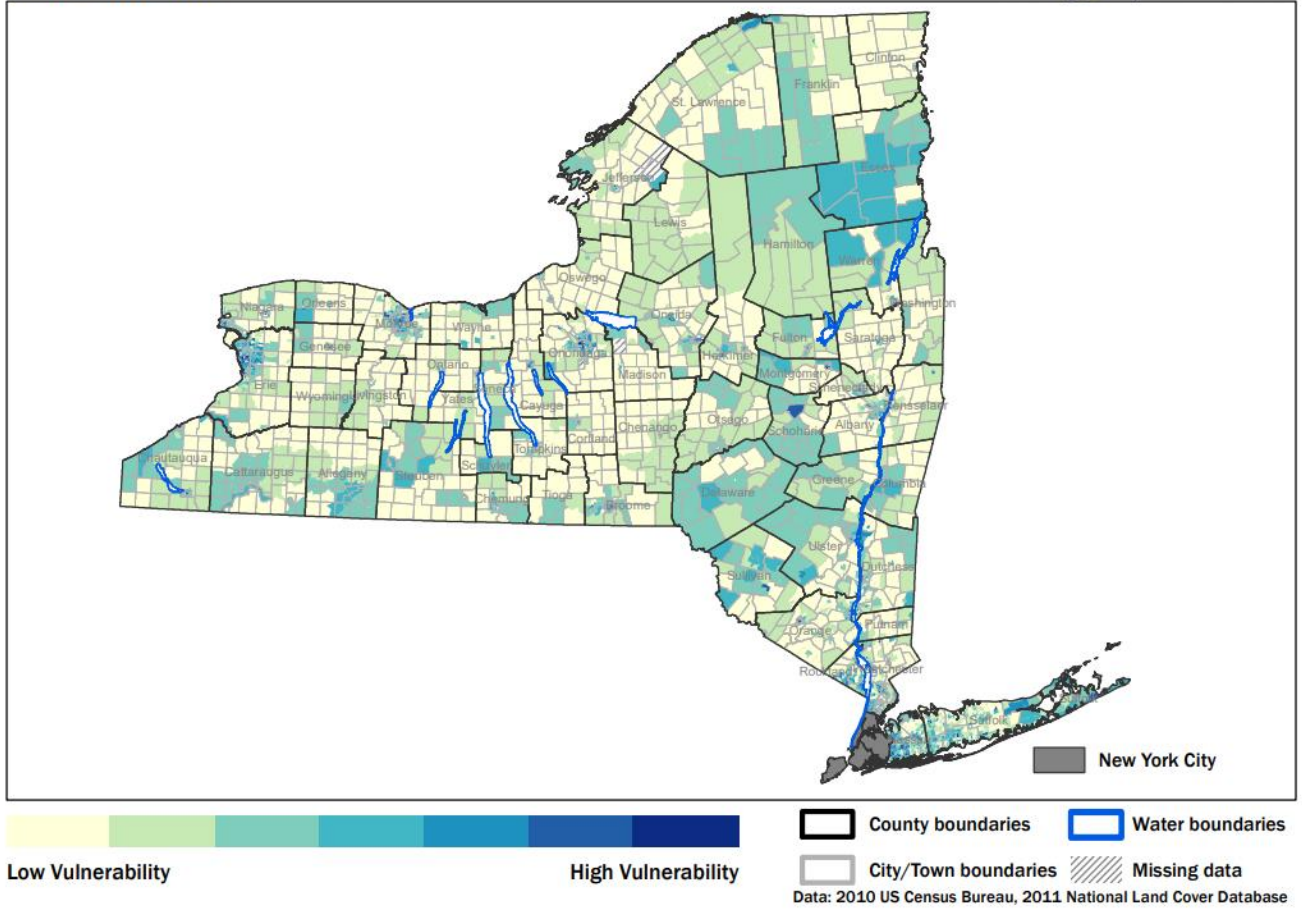 Clinton
Franklin
St. Lawrence
Essex
Jefferson
Lewis
Hamilton
Warren
Oswego
Washington
Niagara
Orleans
Monroe
Wayne
Oneida
Fulton
Saratoga
Genesee
Onondaga
Herkimer
Ontario
Madison
Montgomery
Schenectady
Erie
Wyoming
Livingston
Yates
Seneca
Cayuga
Otsego
Schoharie
Albany
Rensselaer
Chenango
Cortland
Tompkins
Chautauqua
Cattaraugus
Allegany
Steuben
Schuyler
Chemung
Tioga
Broome
Delaware
Greene
Columbia
Ulster
Dutchess
Sullivan
Orange
Putnam
Rockland
Westchester
Suffolk
New York City
Low Vulnerability
High Vulnerability
County boundaries
Water boundaries
City/Town boundaries
Missing data
Data: 2010 US Census Bureau, 2011 National Land Cover Database